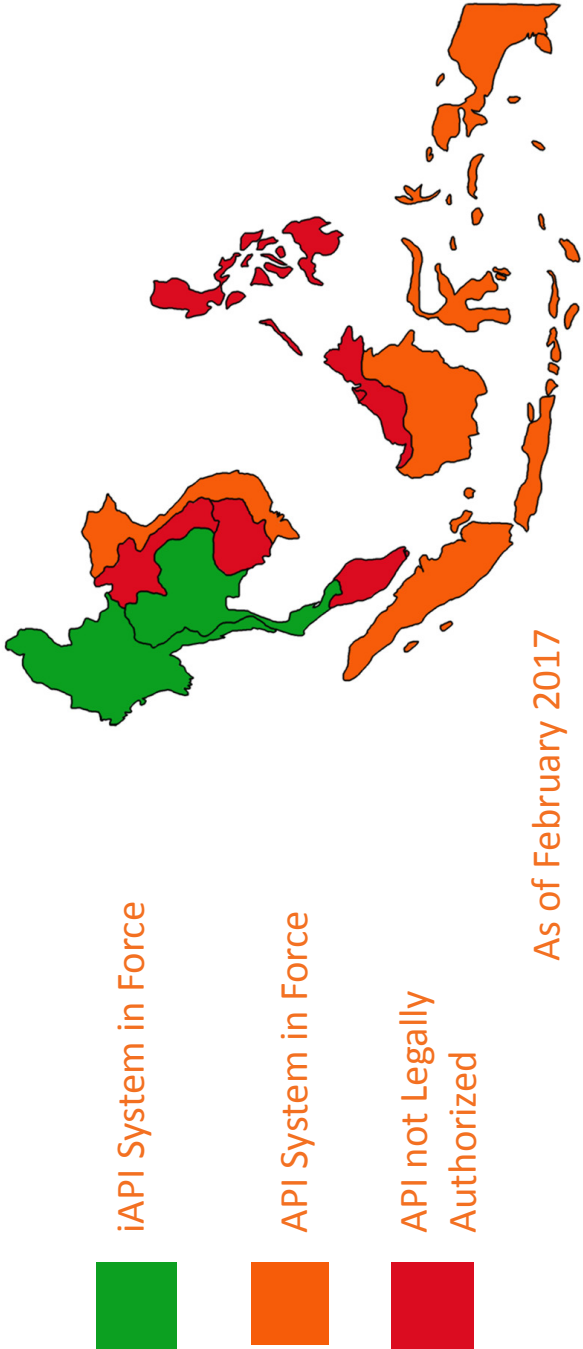 iAPI System in Force
API System in Force
API not Legally
Authorized
As of February 2017